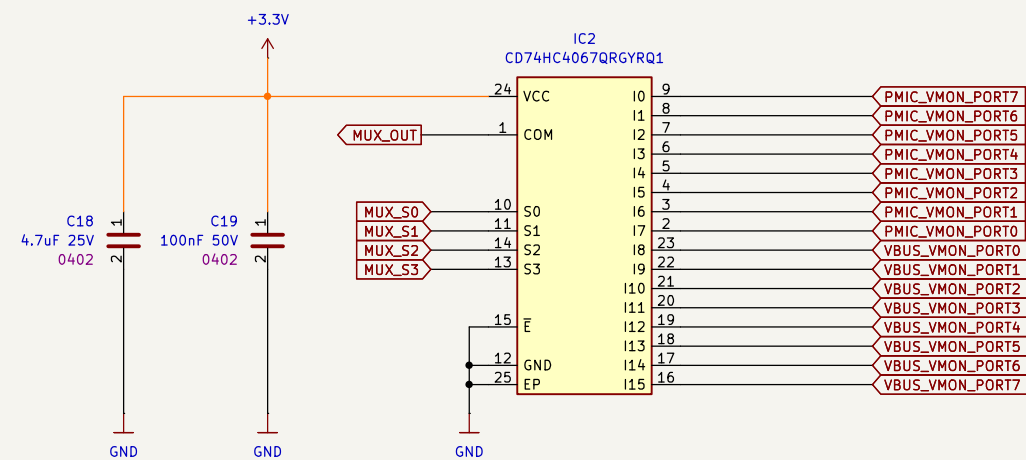 +3.3V
IC2
CD74HC4067QRGYRQ1
24 VCC I0 9 PMIC_VMON_PORT7
I1 8 PMIC_VMON_PORT6
MUX_OUT 1 COM I2 7 PMIC_VMON_PORT5
I3 6 PMIC_VMON_PORT4
I4 5 PMIC_VMON_PORT3
I5 4 PMIC_VMON_PORT2
C18 1 C19 1 MUX_S0 10 S0 I6 3 PMIC_VMON_PORT1
4.7uF 25V 100nF 50V MUX_S1 11 S1 I7 2 PMIC_VMON_PORT0
0402 2 0402 2 MUX_S2 14 S2 I8 23 VBUS_VMON_PORT0
MUX_S3 13 S3 I9 22 VBUS_VMON_PORT1
I10 21 VBUS_VMON_PORT2
I11 20 VBUS_VMON_PORT3
15 E̅ I12 19 VBUS_VMON_PORT4
I13 18 VBUS_VMON_PORT5
12 GND I14 17 VBUS_VMON_PORT6
25 EP I15 16 VBUS_VMON_PORT7
GND GND GND